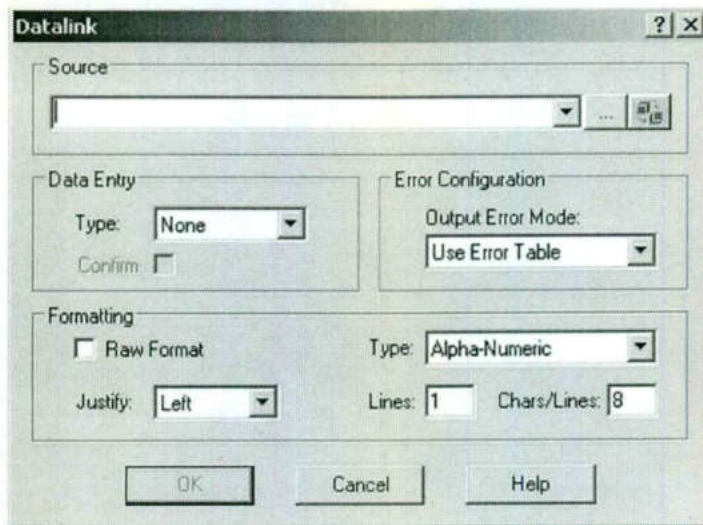 Datalink ? ×
Source
...
Data Entry
Type: None
Confirm:
Error Configuration
Output Error Mode:
Use Error Table
Formatting
Raw Format
Type: Alpha-Numeric
Justify: Left
Lines: 1 Chars/Lines: 8
OK Cancel Help